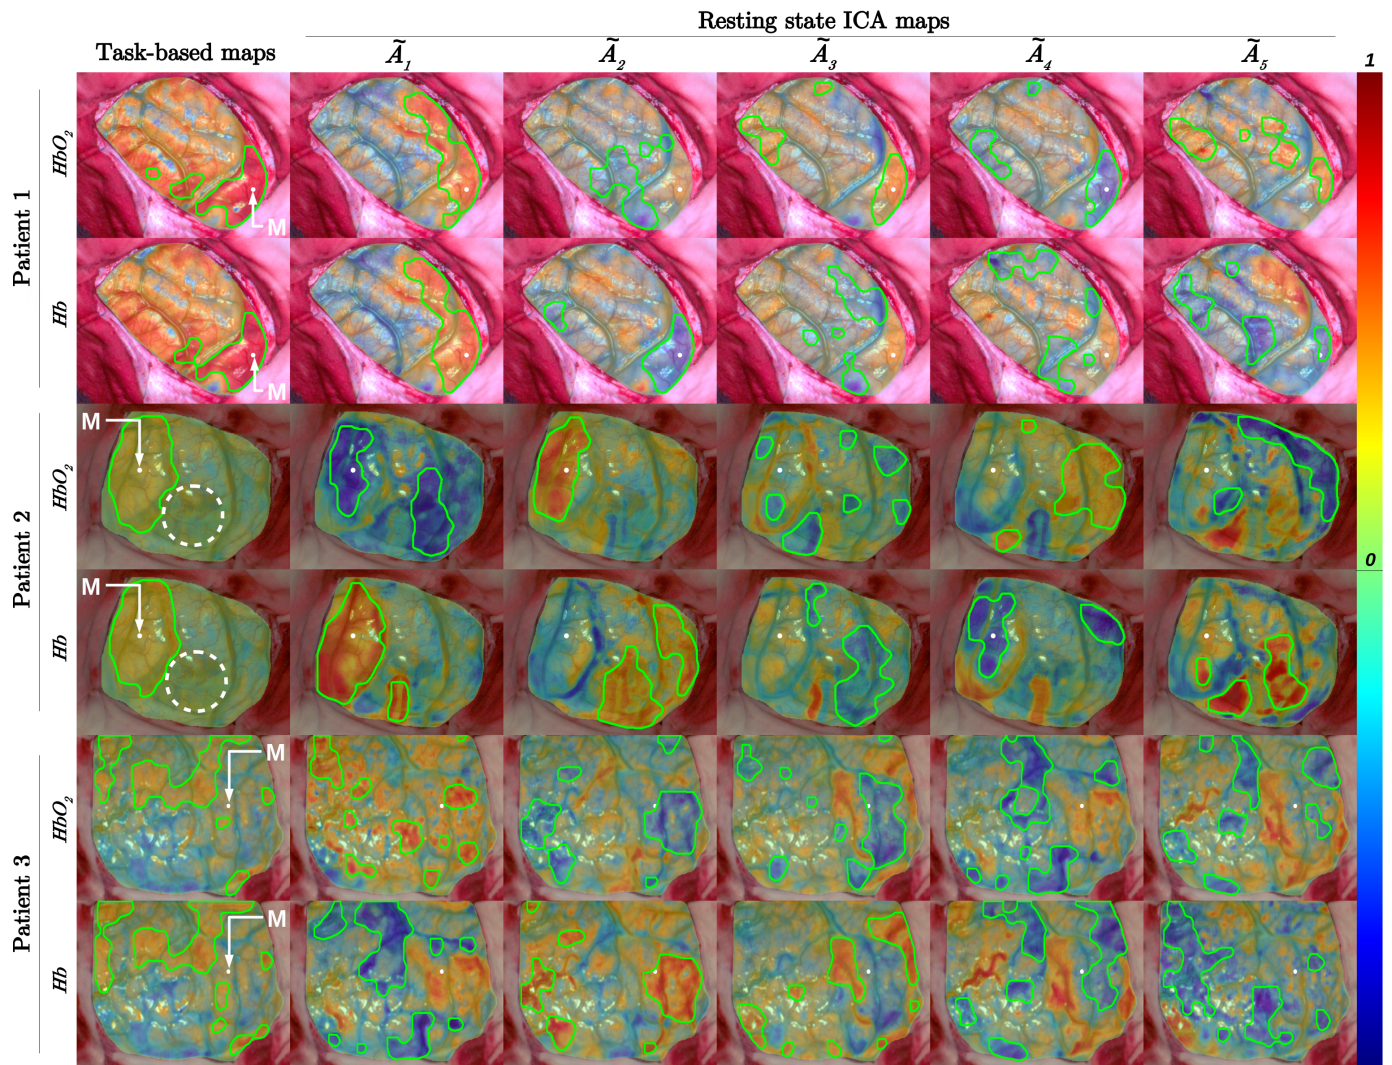 Resting state ICA maps
Task-based maps Ã₁ Ã₂ Ã₃ Ã₄ Ã₅
1
Patient 1
HbO₂
M
Hb
M
0
Patient 2
HbO₂
M
Hb
M
Patient 3
HbO₂
M
Hb
M
-1